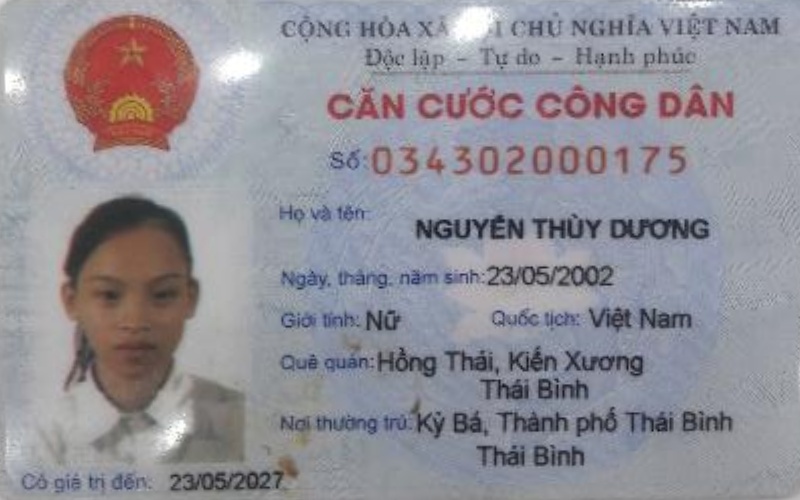 CỘNG HÒA XÃ CHỦ NGHĨA VIỆT NAM
Độc lập - Tự do - Hạnh phúc
CĂN CƯỚC CÔNG DÂN
Số: 034302000175
Họ và tên: NGUYỄN THÙY DƯƠNG
Ngày, tháng, năm sinh: 23/05/2002
Giới tính: Nữ Quốc tịch: Việt Nam
Quê quán: Hồng Thái, Kiến Xương
Thái Bình
Nơi thường trú: Kỳ Bá, Thành phố Thái Bình
Thái Bình
Có giá trị đến: 23/05/2027